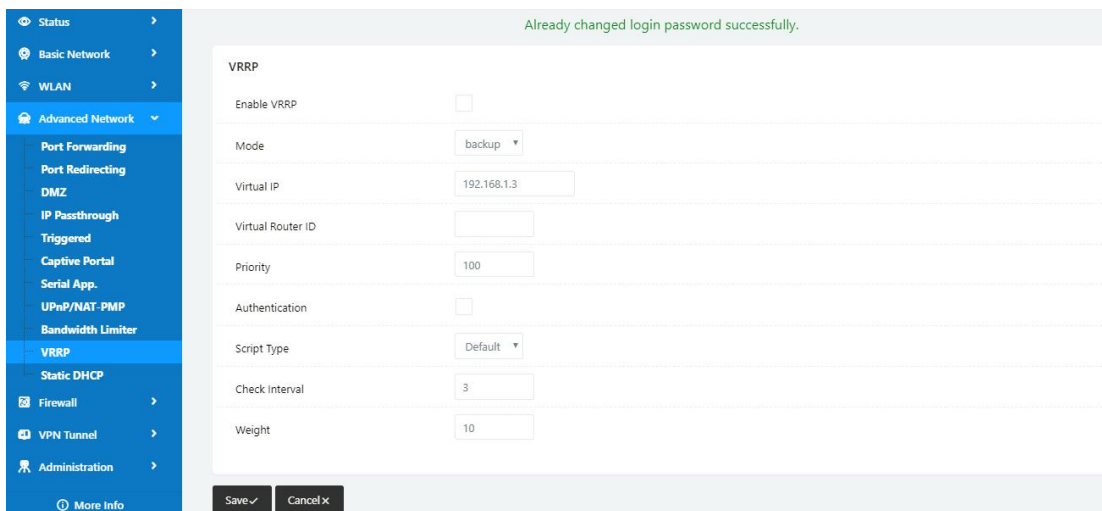 Already changed login password successfully.
Status
Basic Network
WLAN
Advanced Network
Port Forwarding
Port Redirecting
DMZ
IP Passthrough
Triggered
Captive Portal
Serial App.
UPnP/NAT-PMP
Bandwidth Limiter
VRRP
Static DHCP
Firewall
VPN Tunnel
Administration
More Info
VRRP
Enable VRRP
Mode backup
Virtual IP 192.168.1.3
Virtual Router ID
Priority 100
Authentication
Script Type Default
Check Interval 3
Weight 10
Save Cancel